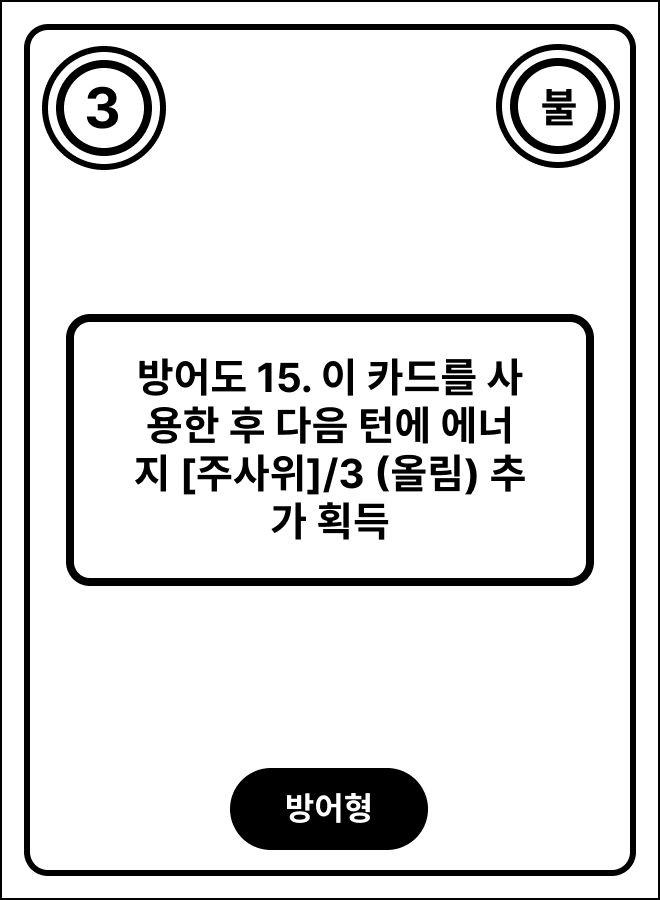 3
불
방어도 15. 이 카드를 사
용한 후 다음 턴에 에너
지 [주사위]/3 (올림) 추
가 획득
방어형